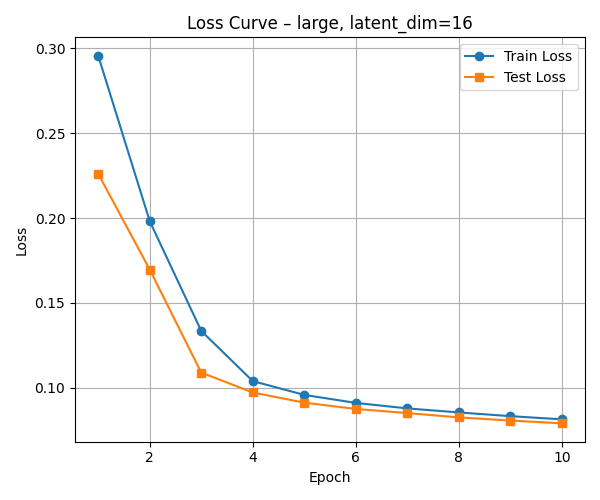 Loss Curve – large, latent_dim=16
Train Loss
Test Loss
0.30
0.25
0.20
0.15
0.10
Loss
2
4
6
8
10
Epoch